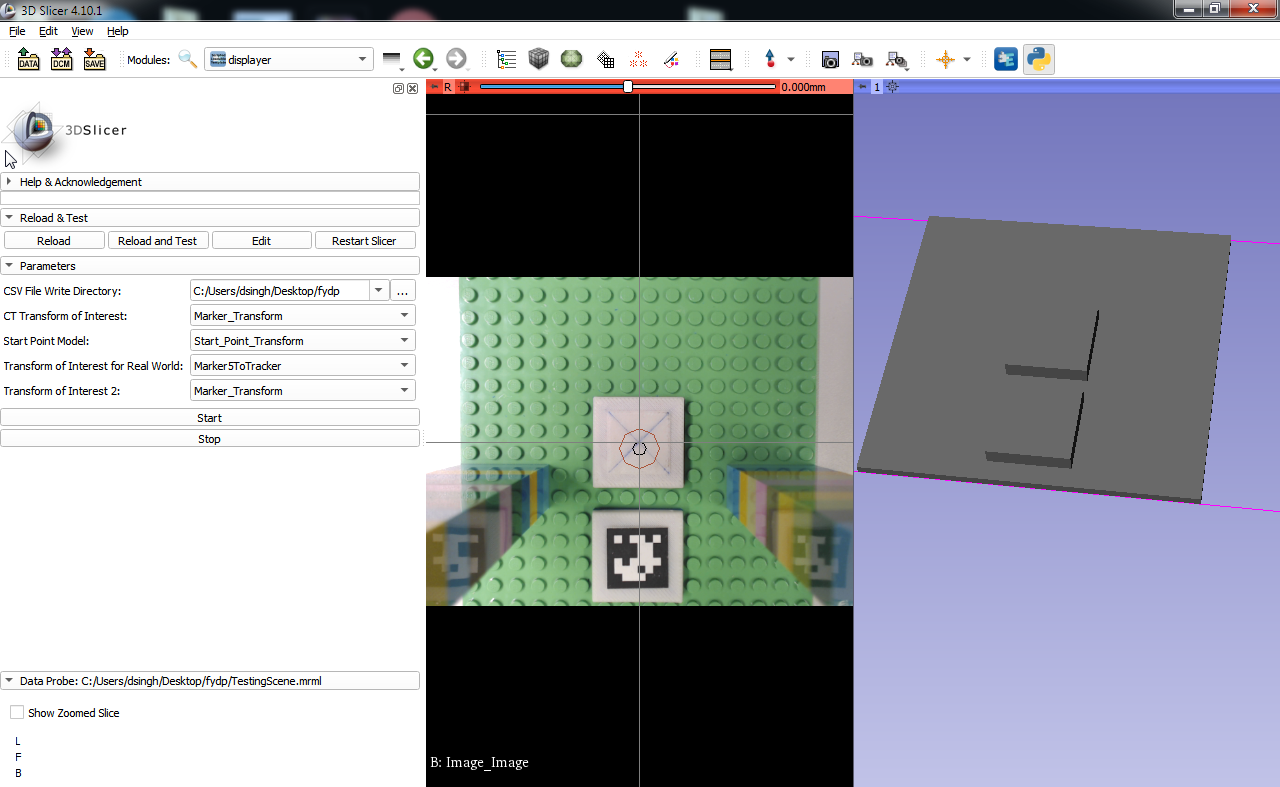 3D Slicer 4.10.1
File Edit View Help
DATA DCM SAVE Modules: displayer
R 0.000mm 1
3DSlicer
Help & Acknowledgement
Reload & Test
Reload Reload and Test Edit Restart Slicer
Parameters
CSV File Write Directory: C:/Users/dsingh/Desktop/fydp ...
CT Transform of Interest: Marker_Transform
Start Point Model: Start_Point_Transform
Transform of Interest for Real World: Marker5ToTracker
Transform of Interest 2: Marker_Transform
Start
Stop
Data Probe: C:/Users/dsingh/Desktop/fydp/TestingScene.mrml
Show Zoomed Slice
L
F
B
B: Image_Image